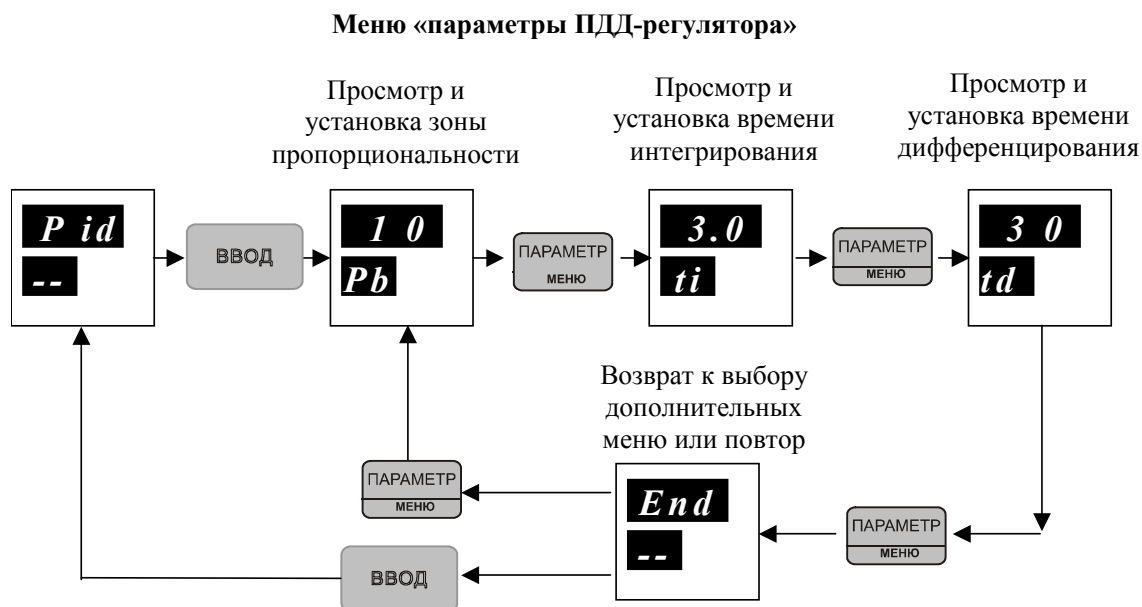 Меню «параметры ПДД-регулятора»
Просмотр и
установка зоны
пропорциональности
Просмотр и
установка времени
интегрирования
Просмотр и
установка времени
дифференцирования
P id
--
ВВОД
1 0
Pb
ПАРАМЕТР
МЕНЮ
3.0
ti
ПАРАМЕТР
МЕНЮ
3 0
td
Возврат к выбору
дополнительных
меню или повтор
ПАРАМЕТР
МЕНЮ
End
--
ПАРАМЕТР
МЕНЮ
ВВОД